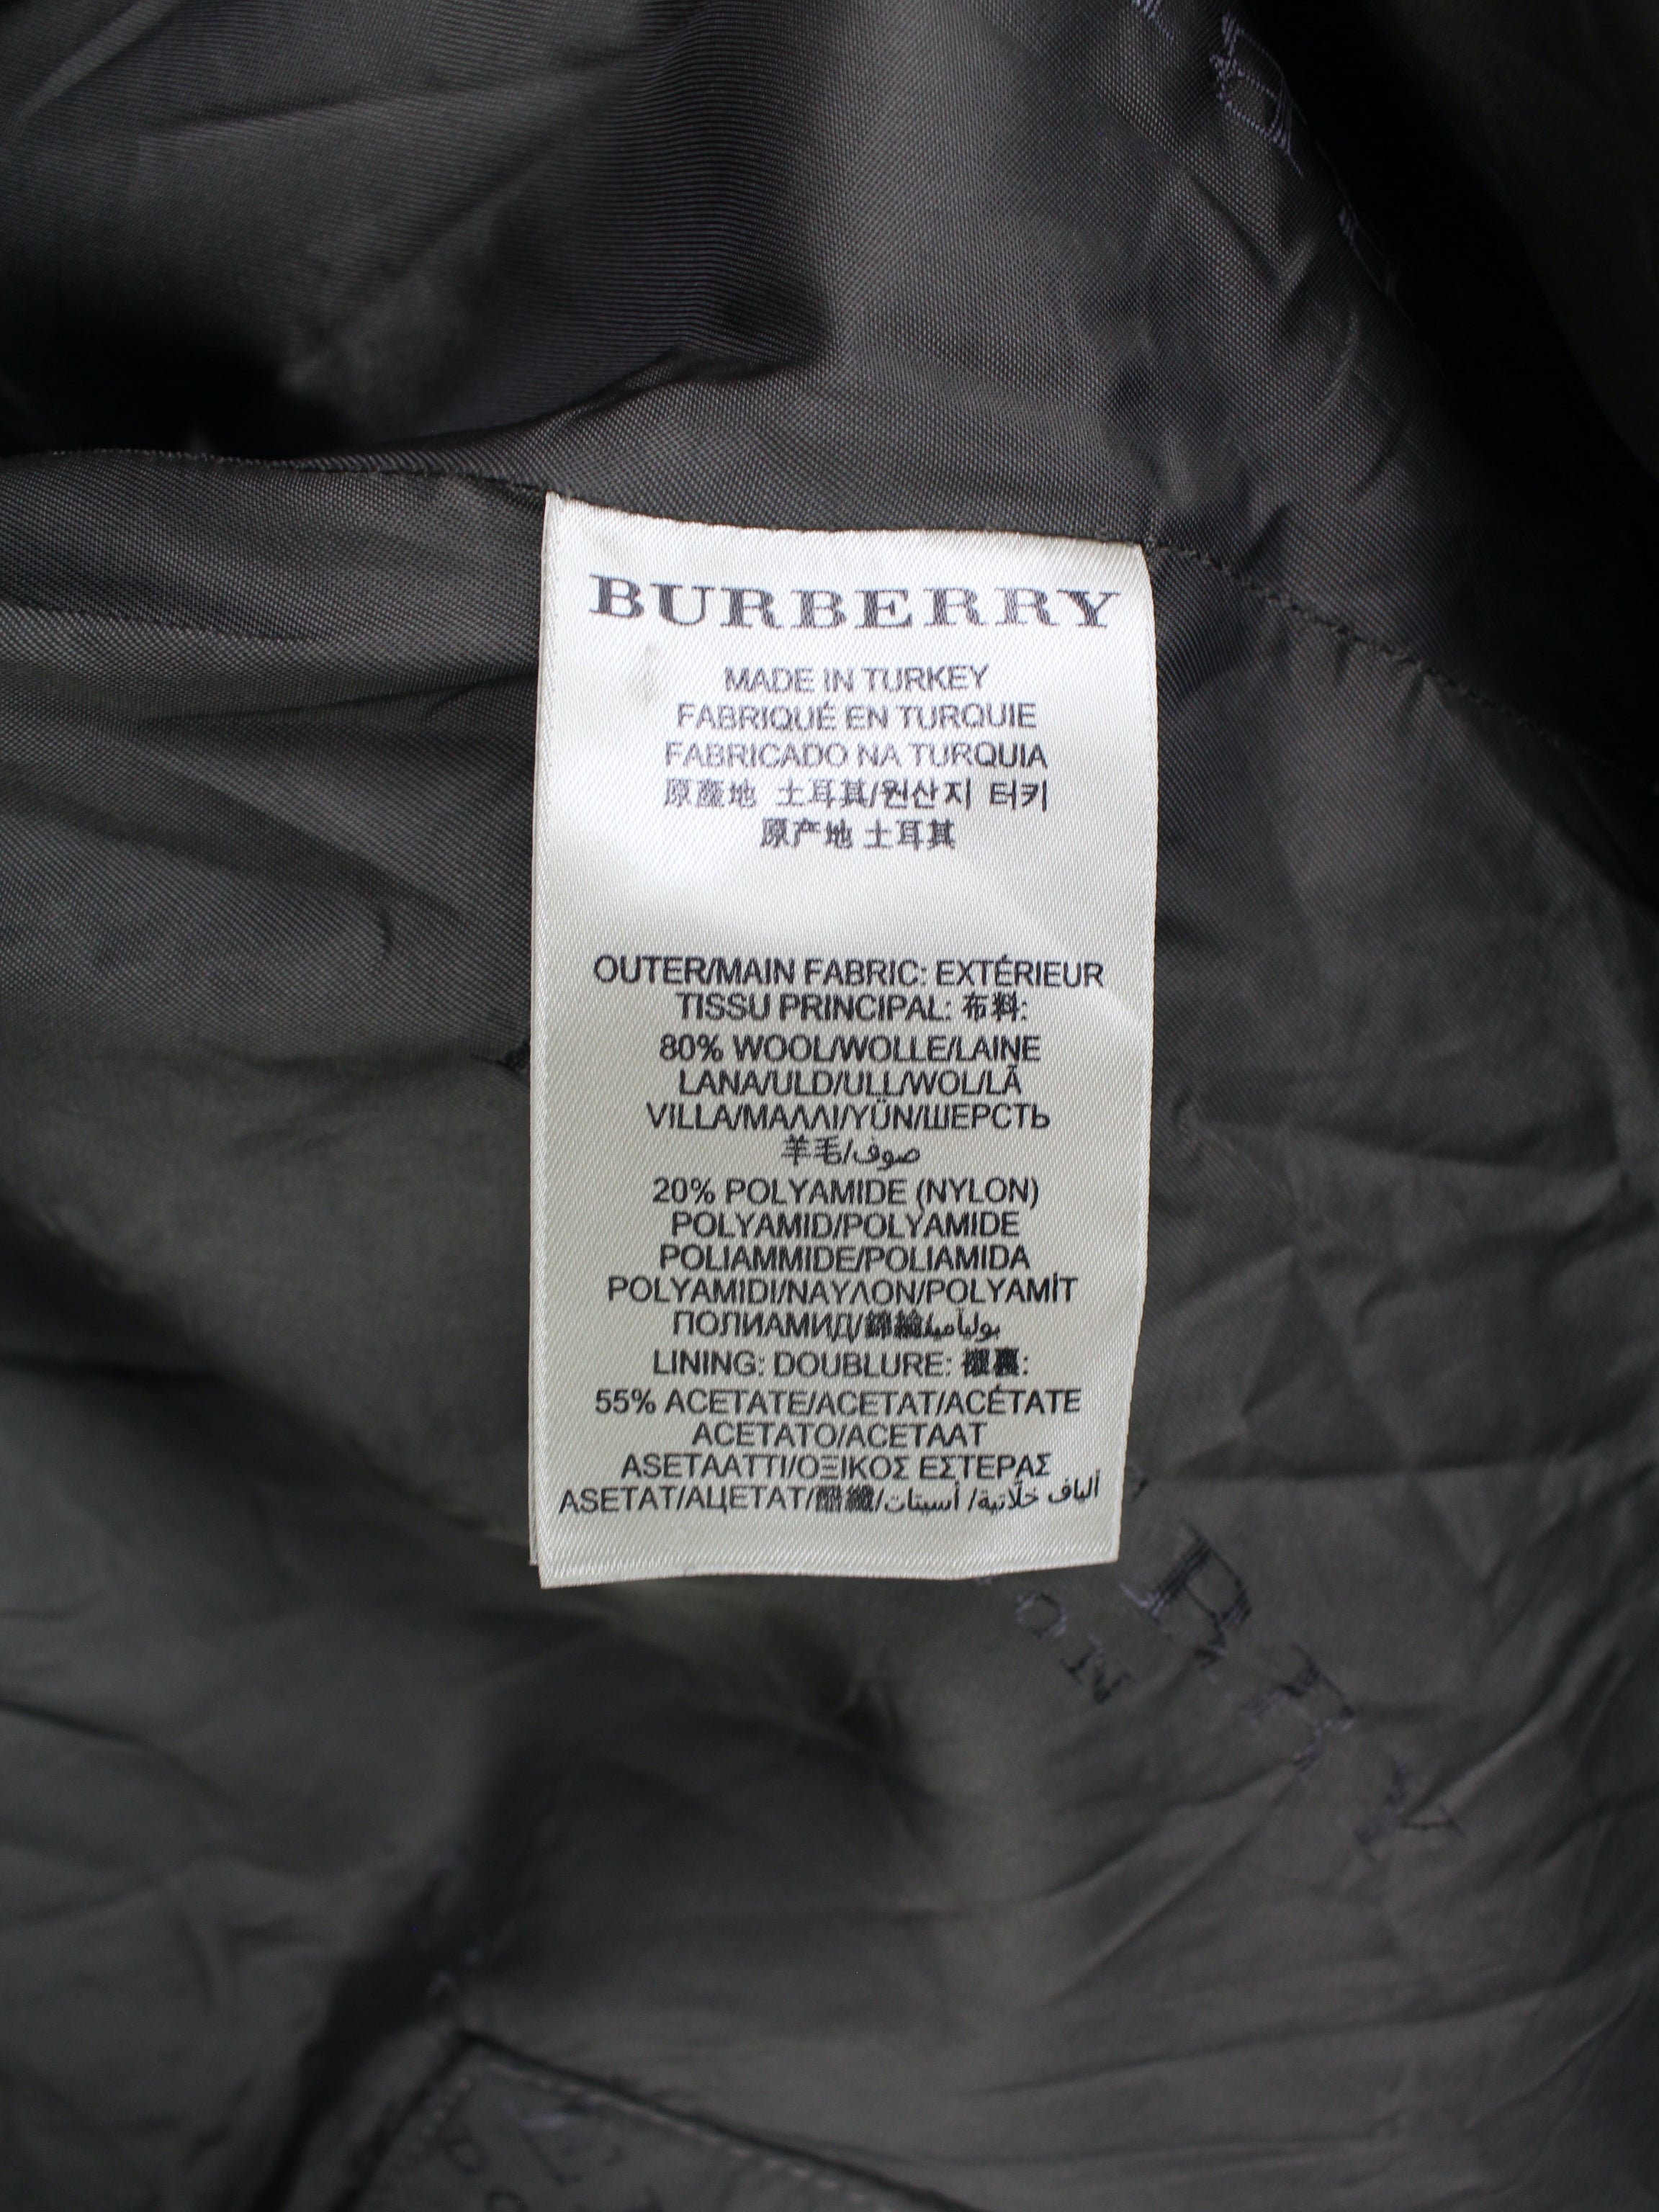 BURBERRY
MADE IN TURKEY
FABRIQUÉ EN TURQUIE
FABRICADO NA TURQUIA
原產地 土耳其/원산지 터키
原产地 土耳其
OUTER/MAIN FABRIC: EXTÉRIEUR
TISSU PRINCIPAL: 布料:
80% WOOL/WOLLE/LAINE
LANA/ULD/ULL/WOL/LÃ
VILLA/ΜΑΛΛΙ/YÜN/ШЕРСТЬ
羊毛/صوف
20% POLYAMIDE (NYLON)
POLYAMID/POLYAMIDE
POLIAMMIDE/POLIAMIDA
POLYAMIDI/ΝΑΥΛΟΝ/POLYAMİT
ПОЛИАМИД/錦綸/بوليآميد
LINING: DOUBLURE: 裡裏:
55% ACETATE/ACETAT/ACÉTATE
ACETATO/ACETAAT
ASETAATTI/ΟΞΙΚΟΣ ΕΣΤΕΡΑΣ
ASETAT/АЦЕТАТ/醋纖/ألياف خلّاتية/ أسيتات